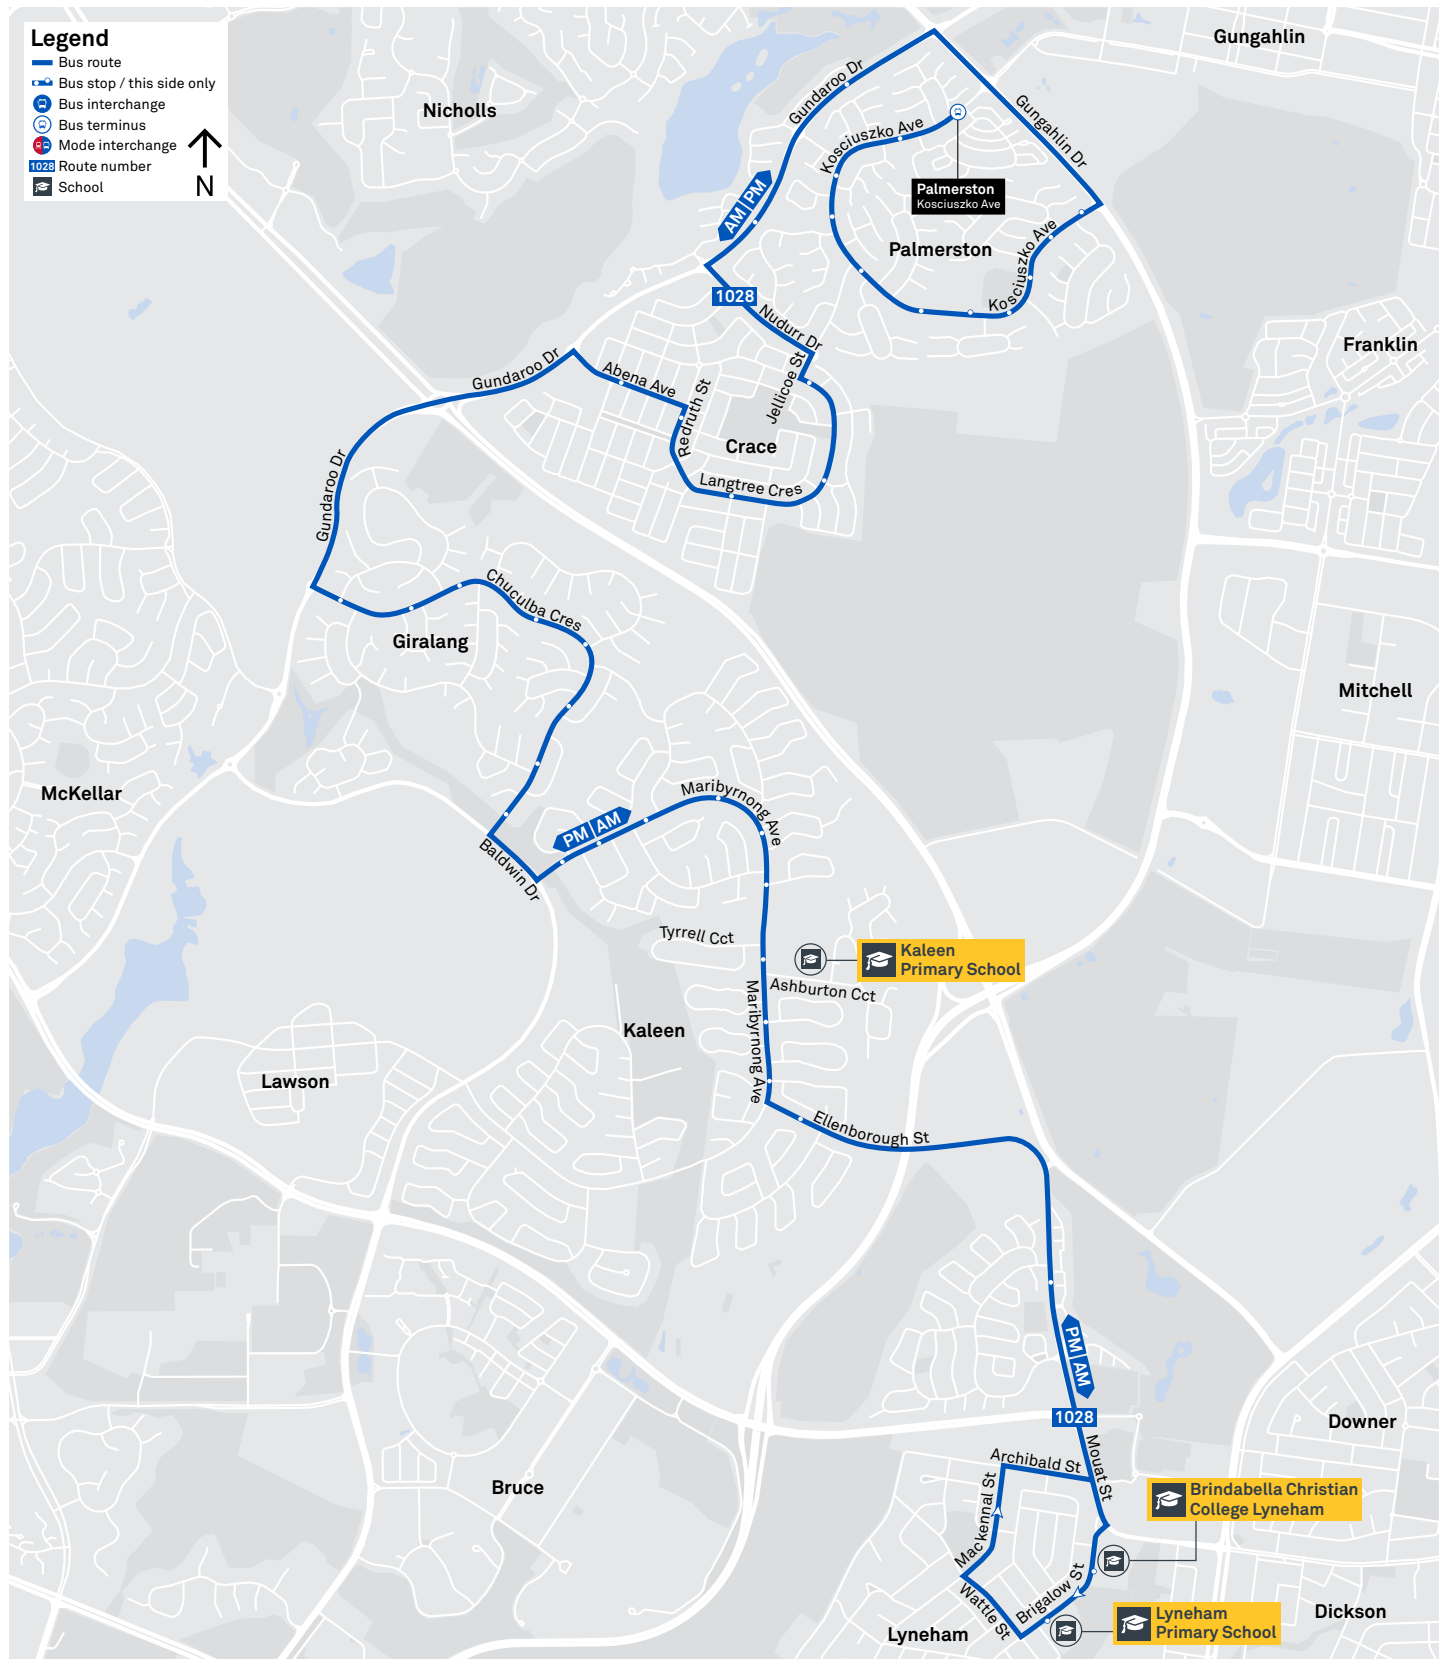 Legend
Bus route
Bus stop / this side only
Bus interchange
Bus terminus
Mode interchange
1028 Route number
School
N
Nicholls
Gungahlin
Gundaroo Dr
Gungahlin Dr
Kosciuszko Ave
AM | PM
Palmerston
Kosciuszko Ave
Palmerston
Kosciuszko Ave
1028
Nudurr Dr
Franklin
Gundaroo Dr
Abena Ave
Jellicoe St
Redruth St
Crace
Langtree Cres
Gundaroo Dr
Chuculba Cres
Giralang
Mitchell
McKellar
Maribyrnong Ave
PM | AM
Baldwin Dr
Tyrrell Cct
Kaleen
Primary School
Ashburton Cct
Maribyrnong Ave
Kaleen
Lawson
Ellenborough St
PM | AM
1028
Downer
Mouat St
Archibald St
Bruce
Brindabella Christian
College Lyneham
Mackennal St
Wattle St
Brigalow St
Lyneham
Primary School
Dickson
Lyneham